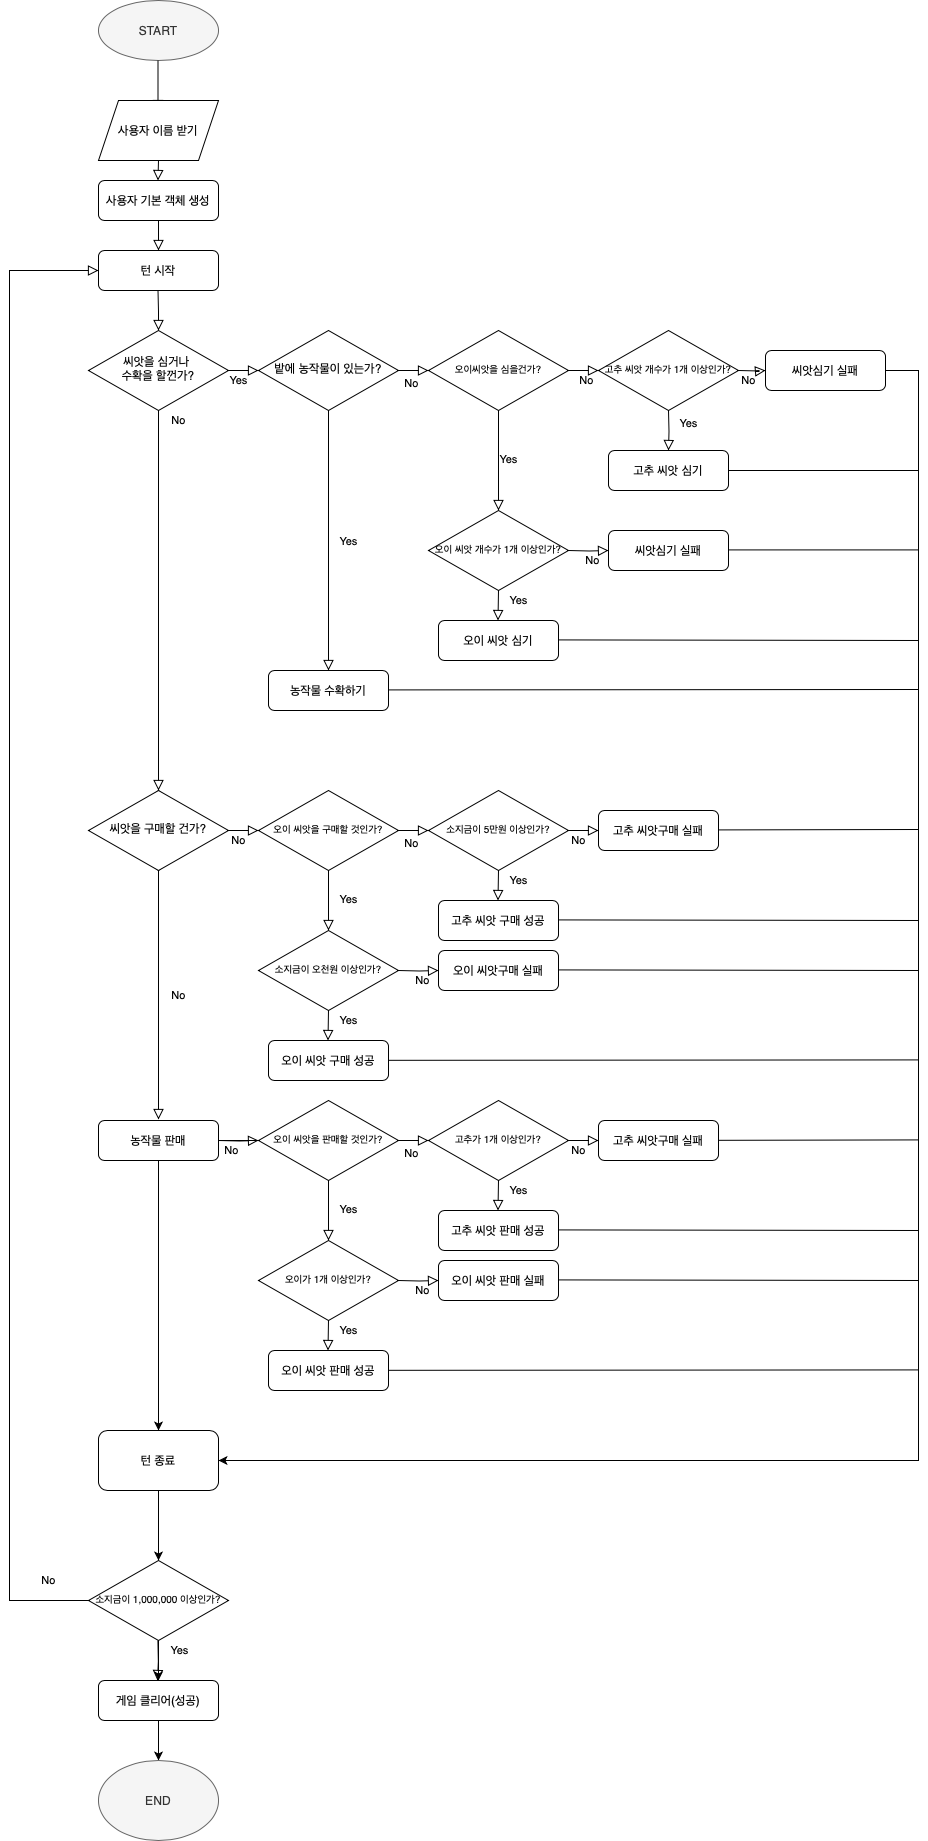 START
사용자 이름 받기
사용자 기본 객체 생성
턴 시작
씨앗을 심거나
수확을 할껀가?
Yes
밭에 농작물이 있는가?
No
오이씨앗을 심을건가?
No
고추 씨앗 개수가 1개 이상인가?
No
씨앗심기 실패
No
Yes
고추 씨앗 심기
Yes
Yes
오이 씨앗 개수가 1개 이상인가?
No
씨앗심기 실패
Yes
오이 씨앗 심기
농작물 수확하기
씨앗을 구매할 건가?
No
오이 씨앗을 구매할 것인가?
No
소지금이 5만원 이상인가?
No
고추 씨앗구매 실패
Yes
Yes
고추 씨앗 구매 성공
소지금이 오천원 이상인가?
No
오이 씨앗구매 실패
No
Yes
오이 씨앗 구매 성공
농작물 판매
No
오이 씨앗을 판매할 것인가?
No
고추가 1개 이상인가?
No
고추 씨앗구매 실패
Yes
Yes
고추 씨앗 판매 성공
오이가 1개 이상인가?
No
오이 씨앗 판매 실패
Yes
오이 씨앗 판매 성공
턴 종료
No
소지금이 1,000,000 이상인가?
Yes
게임 클리어(성공)
END